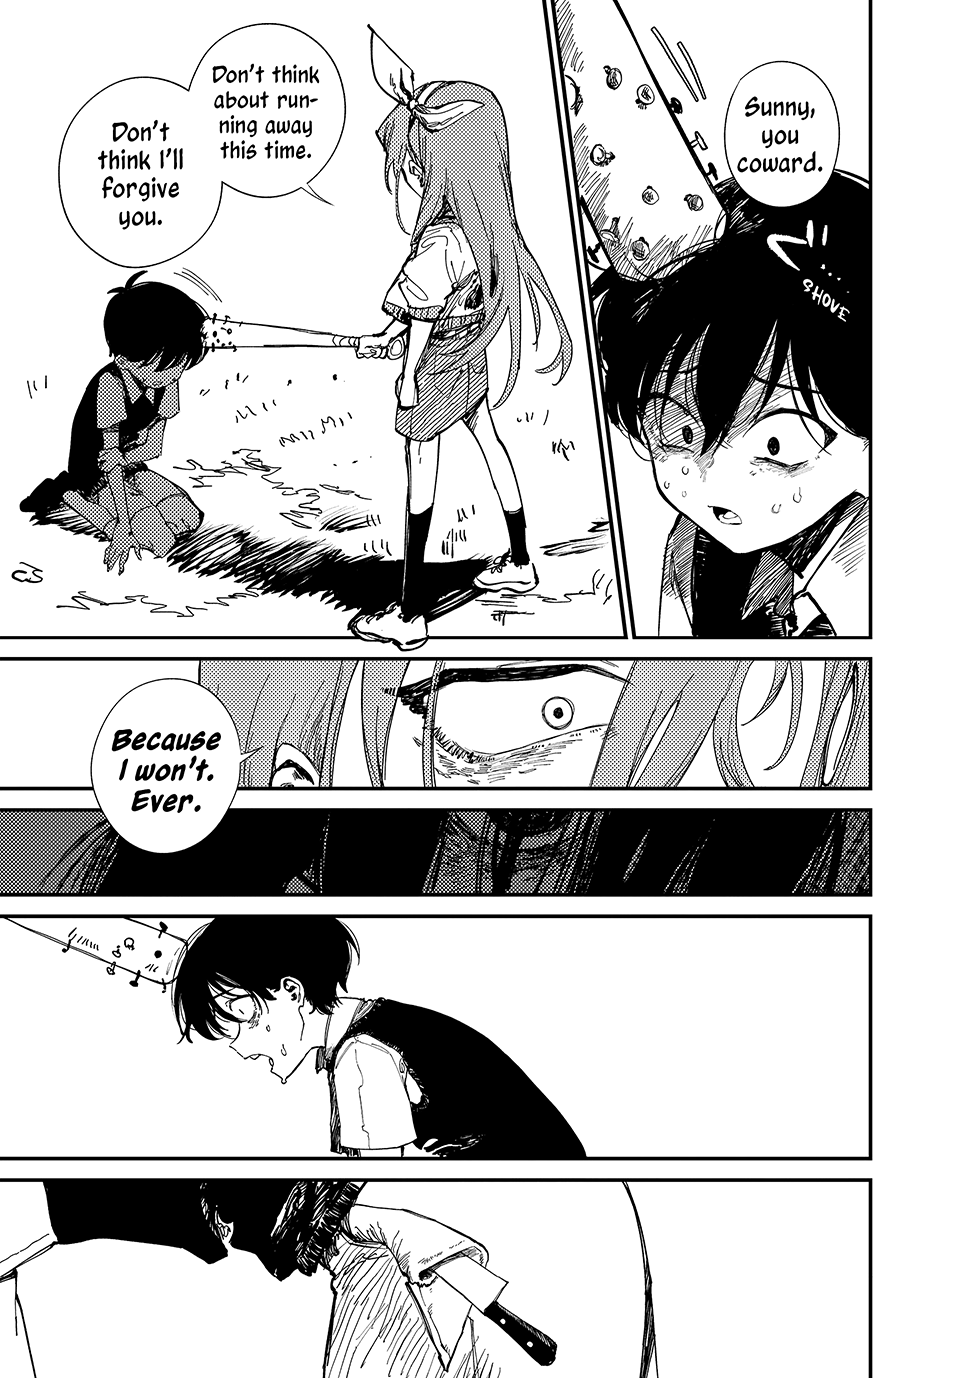 Sunny,
you
coward.
SHOVE
Don't think
about run-
ning away
this time.
Don't
think I'll
forgive
you.
Because
I won't.
Ever.